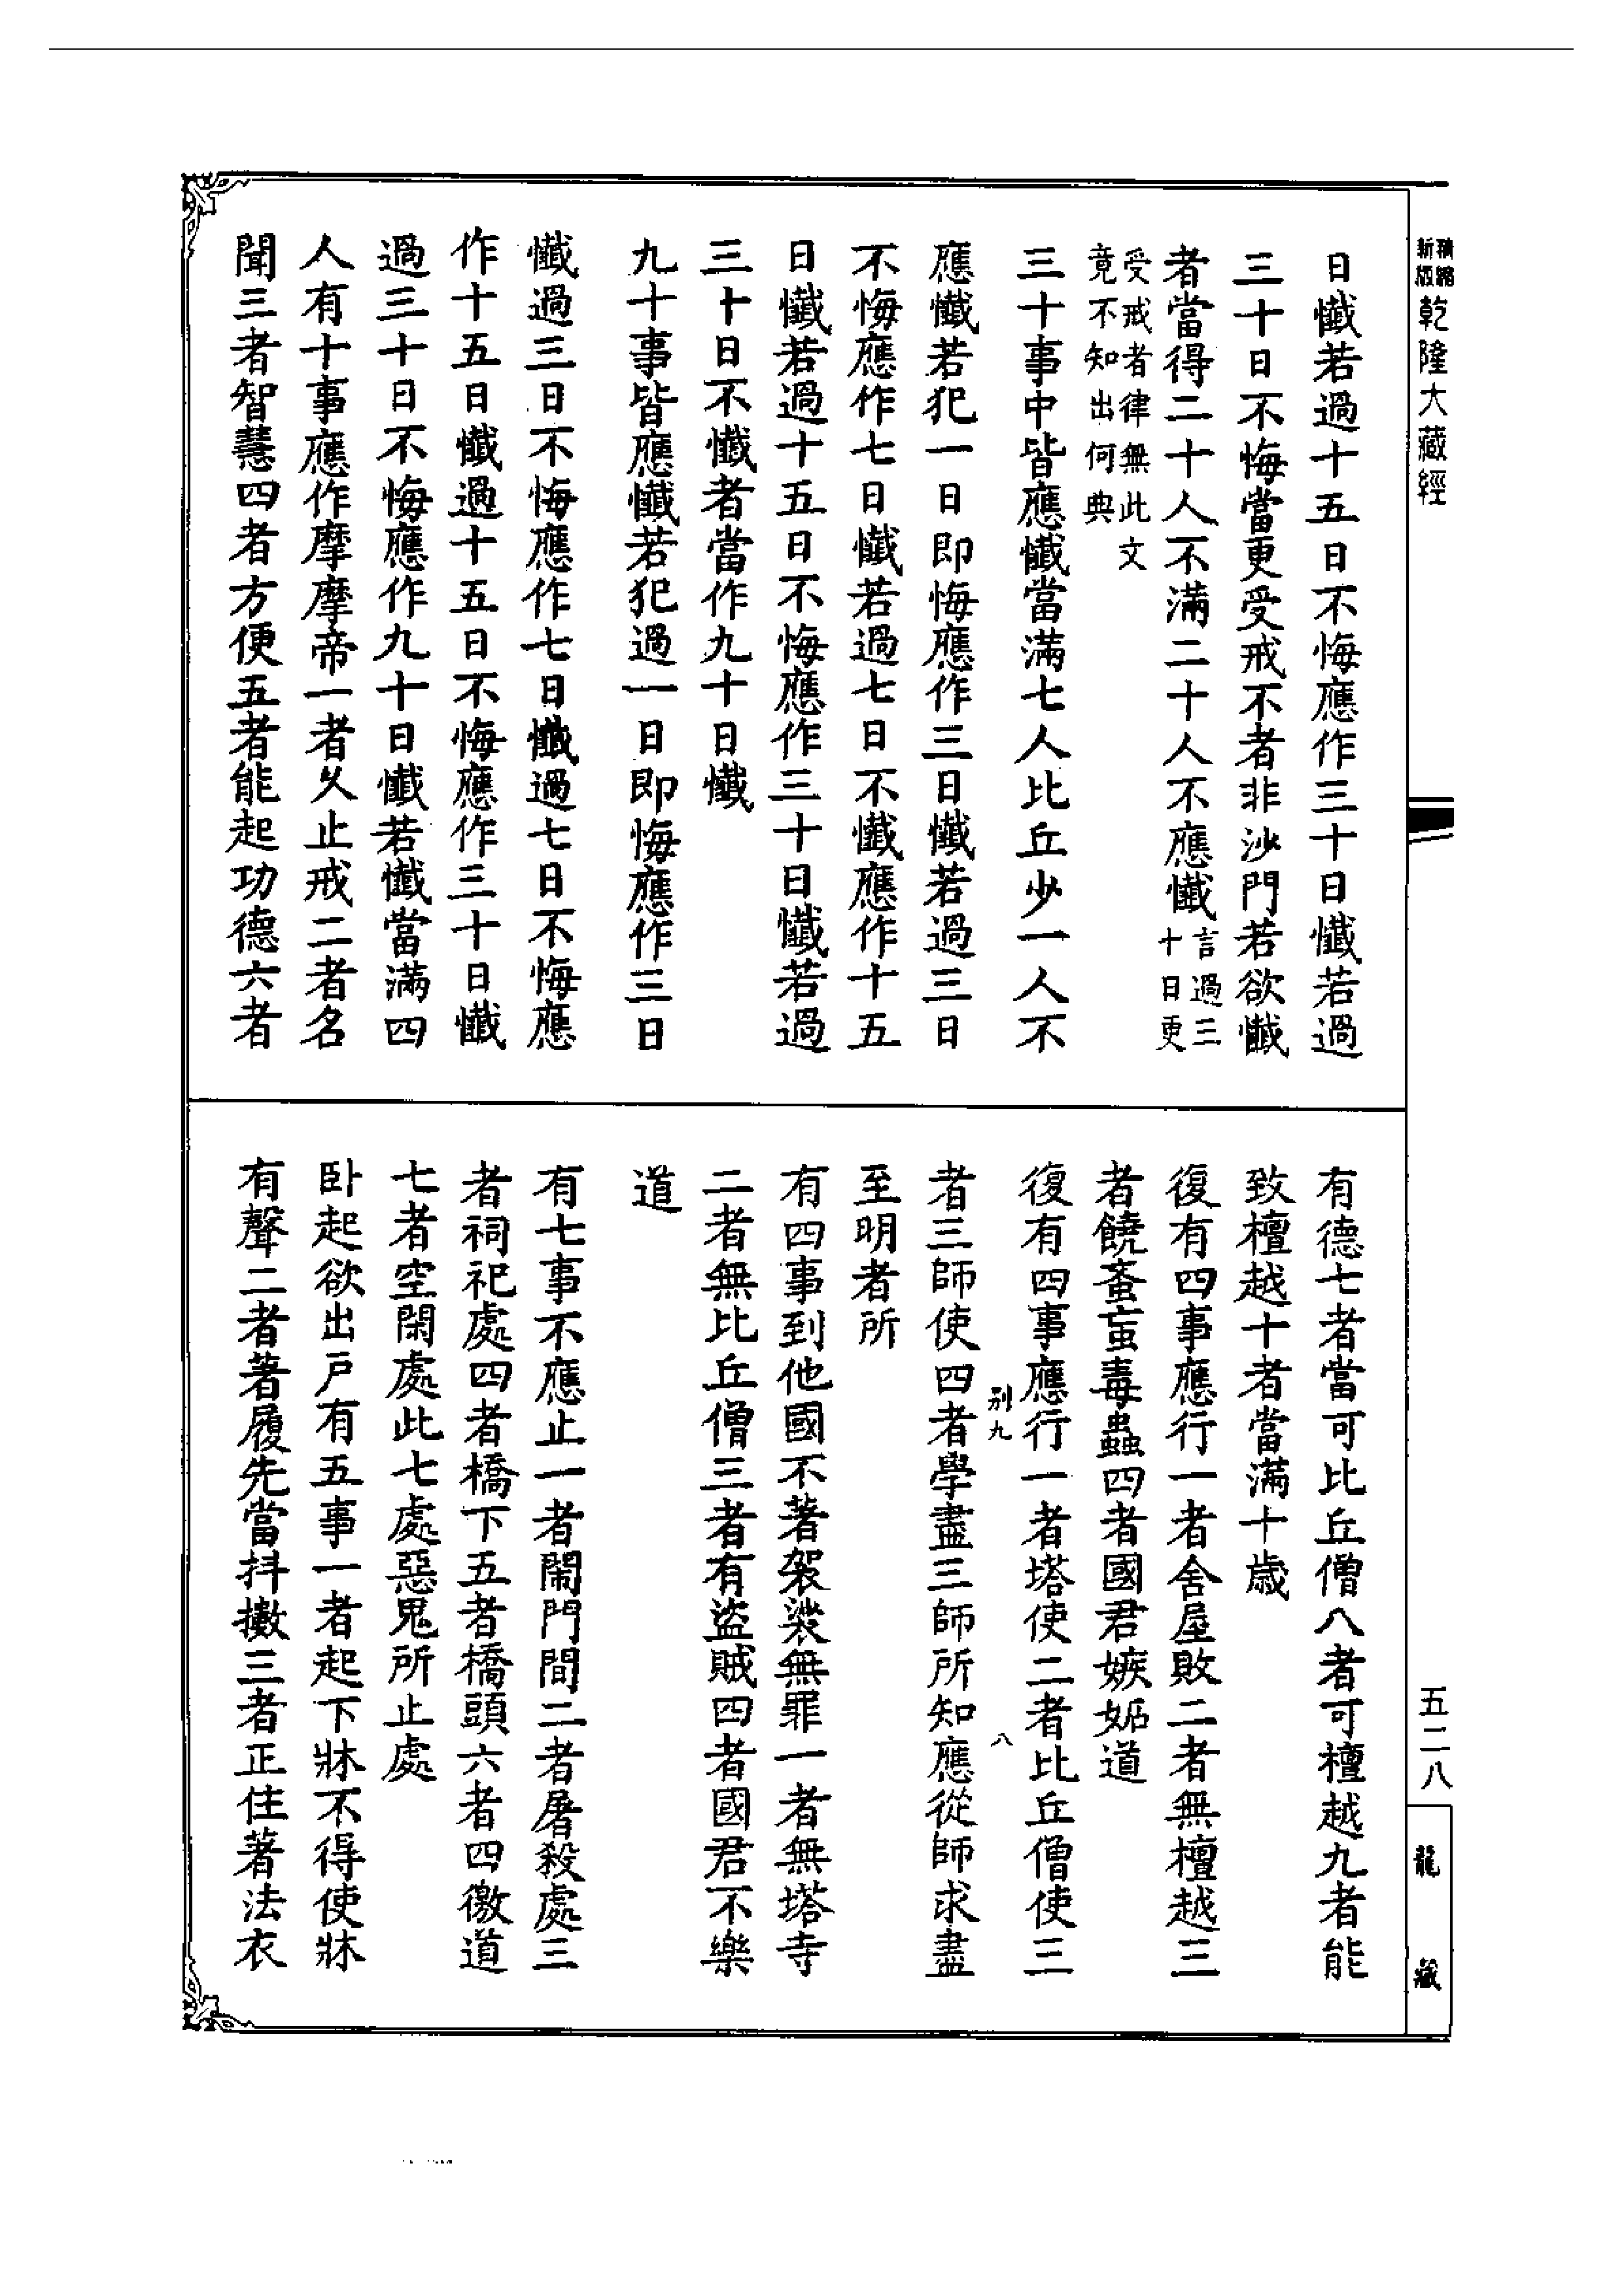 精縮
新版
乾隆大藏經
五二八
龍藏
日懺若過十五日不悔應作三十日懺若過
三十日不悔當更受戒不者非沙門若欲懺
者當得二十人不滿二十人不應懺言過三
十日更
受戒者律無此文
竟不知出何典
三十事中皆應懺當滿七人比丘少一人不
應懺若犯一日即悔應作三日懺若過三日
不悔應作七日懺若過七日不懺應作十五
日懺若過十五日不悔應作三十日懺若過
三十日不懺者當作九十日懺
九十事皆應懺若犯過一日即悔應作三日
懺過三日不悔應作七日懺過七日不悔應
作十五日懺過十五日不悔應作三十日懺
過三十日不悔應作九十日懺若懺當滿四
人有十事應作摩摩帝一者久止戒二者名
聞三者智慧四者方便五者能起功德六者
有德七者當可比丘僧八者可檀越九者能
致檀越十者當滿十歲
復有四事應行一者舍屋敗二者無檀越三
者饒蚤䖟毒蟲四者國君嫉妬道
復有四事應行一者塔使二者比丘僧使三
別九
八
者三師使四者學盡三師所知應從師求盡
至明者所
有四事到他國不著袈裟無罪一者無塔寺
二者無比丘僧三者有盜賊四者國君不樂
道
有七事不應止一者鬧門間二者屠殺處三
者祠祀處四者橋下五者橋頭六者四徼道
七者空閑處此七處惡鬼所止處
卧起欲出戶有五事一者起下牀不得使牀
有聲二者著履先當抖擻三者正住著法衣